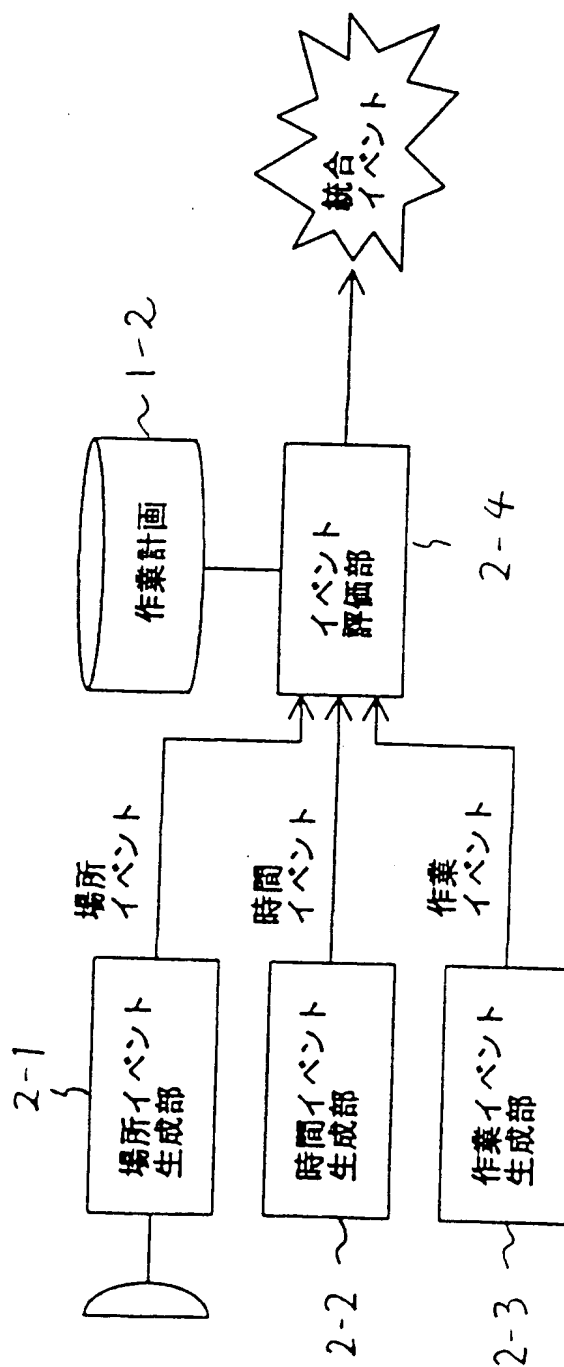 2-1
場所イベント
生成部
場所
イベント
2-2
時間イベント
生成部
時間
イベント
2-3
作業イベント
生成部
作業
イベント
作業計画
1-2
イベント
評価部
2-4
統合
イベント